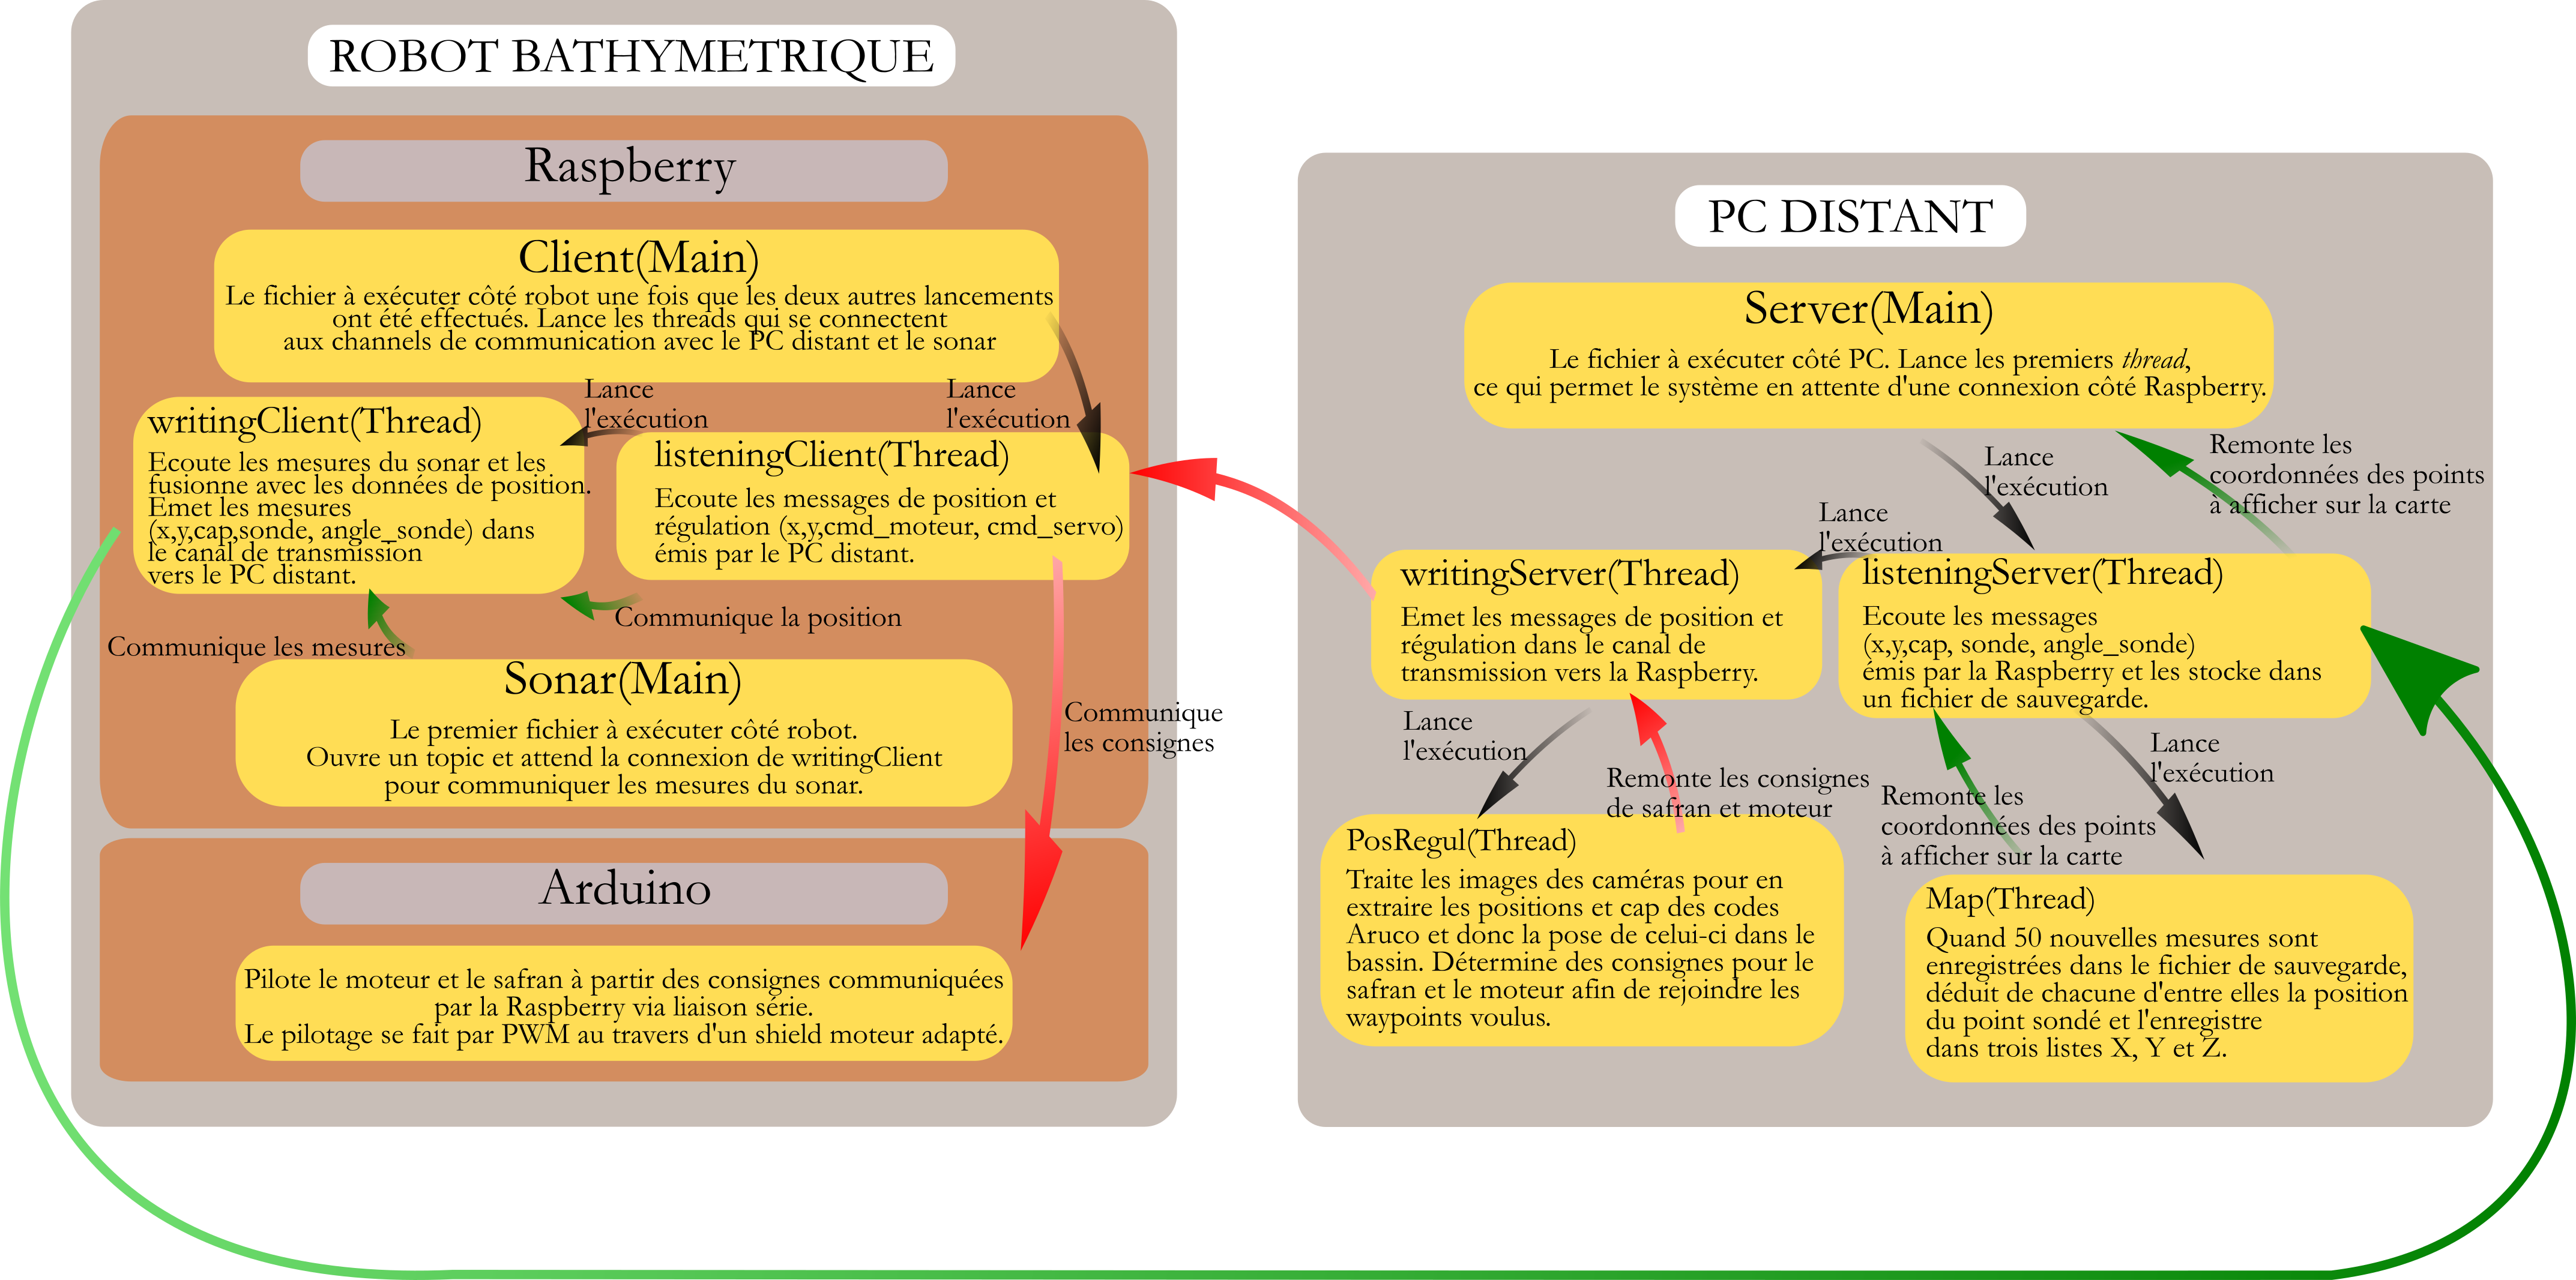 ROBOT BATHYMETRIQUE
Raspberry
Client(Main)
Le fichier à exécuter côté robot une fois que les deux autres lancements
ont été effectués. Lance les threads qui se connectent
aux channels de communication avec le PC distant et le sonar
Lance
l'exécution
Lance
l'exécution
writingClient(Thread)
Ecoute les mesures du sonar et les
fusionne avec les données de position.
Emet les mesures
(x,y,cap,sonde, angle_sonde) dans
le canal de transmission
vers le PC distant.
listeningClient(Thread)
Ecoute les messages de position et
régulation (x,y,cmd_moteur, cmd_servo)
émis par le PC distant.
Communique la position
Communique les mesures
Sonar(Main)
Le premier fichier à exécuter côté robot.
Ouvre un topic et attend la connexion de writingClient
pour communiquer les mesures du sonar.
Communique
les consignes
Arduino
Pilote le moteur et le safran à partir des consignes communiquées
par la Raspberry via liaison série.
Le pilotage se fait par PWM au travers d'un shield moteur adapté.
PC DISTANT
Server(Main)
Le fichier à exécuter côté PC. Lance les premiers thread,
ce qui permet le système en attente d'une connexion côté Raspberry.
Lance
l'exécution
Remonte les
coordonnées des points
à afficher sur la carte
Lance
l'exécution
writingServer(Thread)
Emet les messages de position et
régulation dans le canal de
transmission vers la Raspberry.
listeningServer(Thread)
Ecoute les messages
(x,y,cap, sonde, angle_sonde)
émis par la Raspberry et les stocke dans
un fichier de sauvegarde.
Lance
l'exécution
Remonte les consignes
de safran et moteur
Remonte les
coordonnées des points
à afficher sur la carte
Lance
l'exécution
PosRegul(Thread)
Traite les images des caméras pour en
extraire les positions et cap des codes
Aruco et donc la pose de celui-ci dans le
bassin. Détermine des consignes pour le
safran et le moteur afin de rejoindre les
waypoints voulus.
Map(Thread)
Quand 50 nouvelles mesures sont
enregistrées dans le fichier de sauvegarde,
déduit de chacune d'entre elles la position
du point sondé et l'enregistre
dans trois listes X, Y et Z.